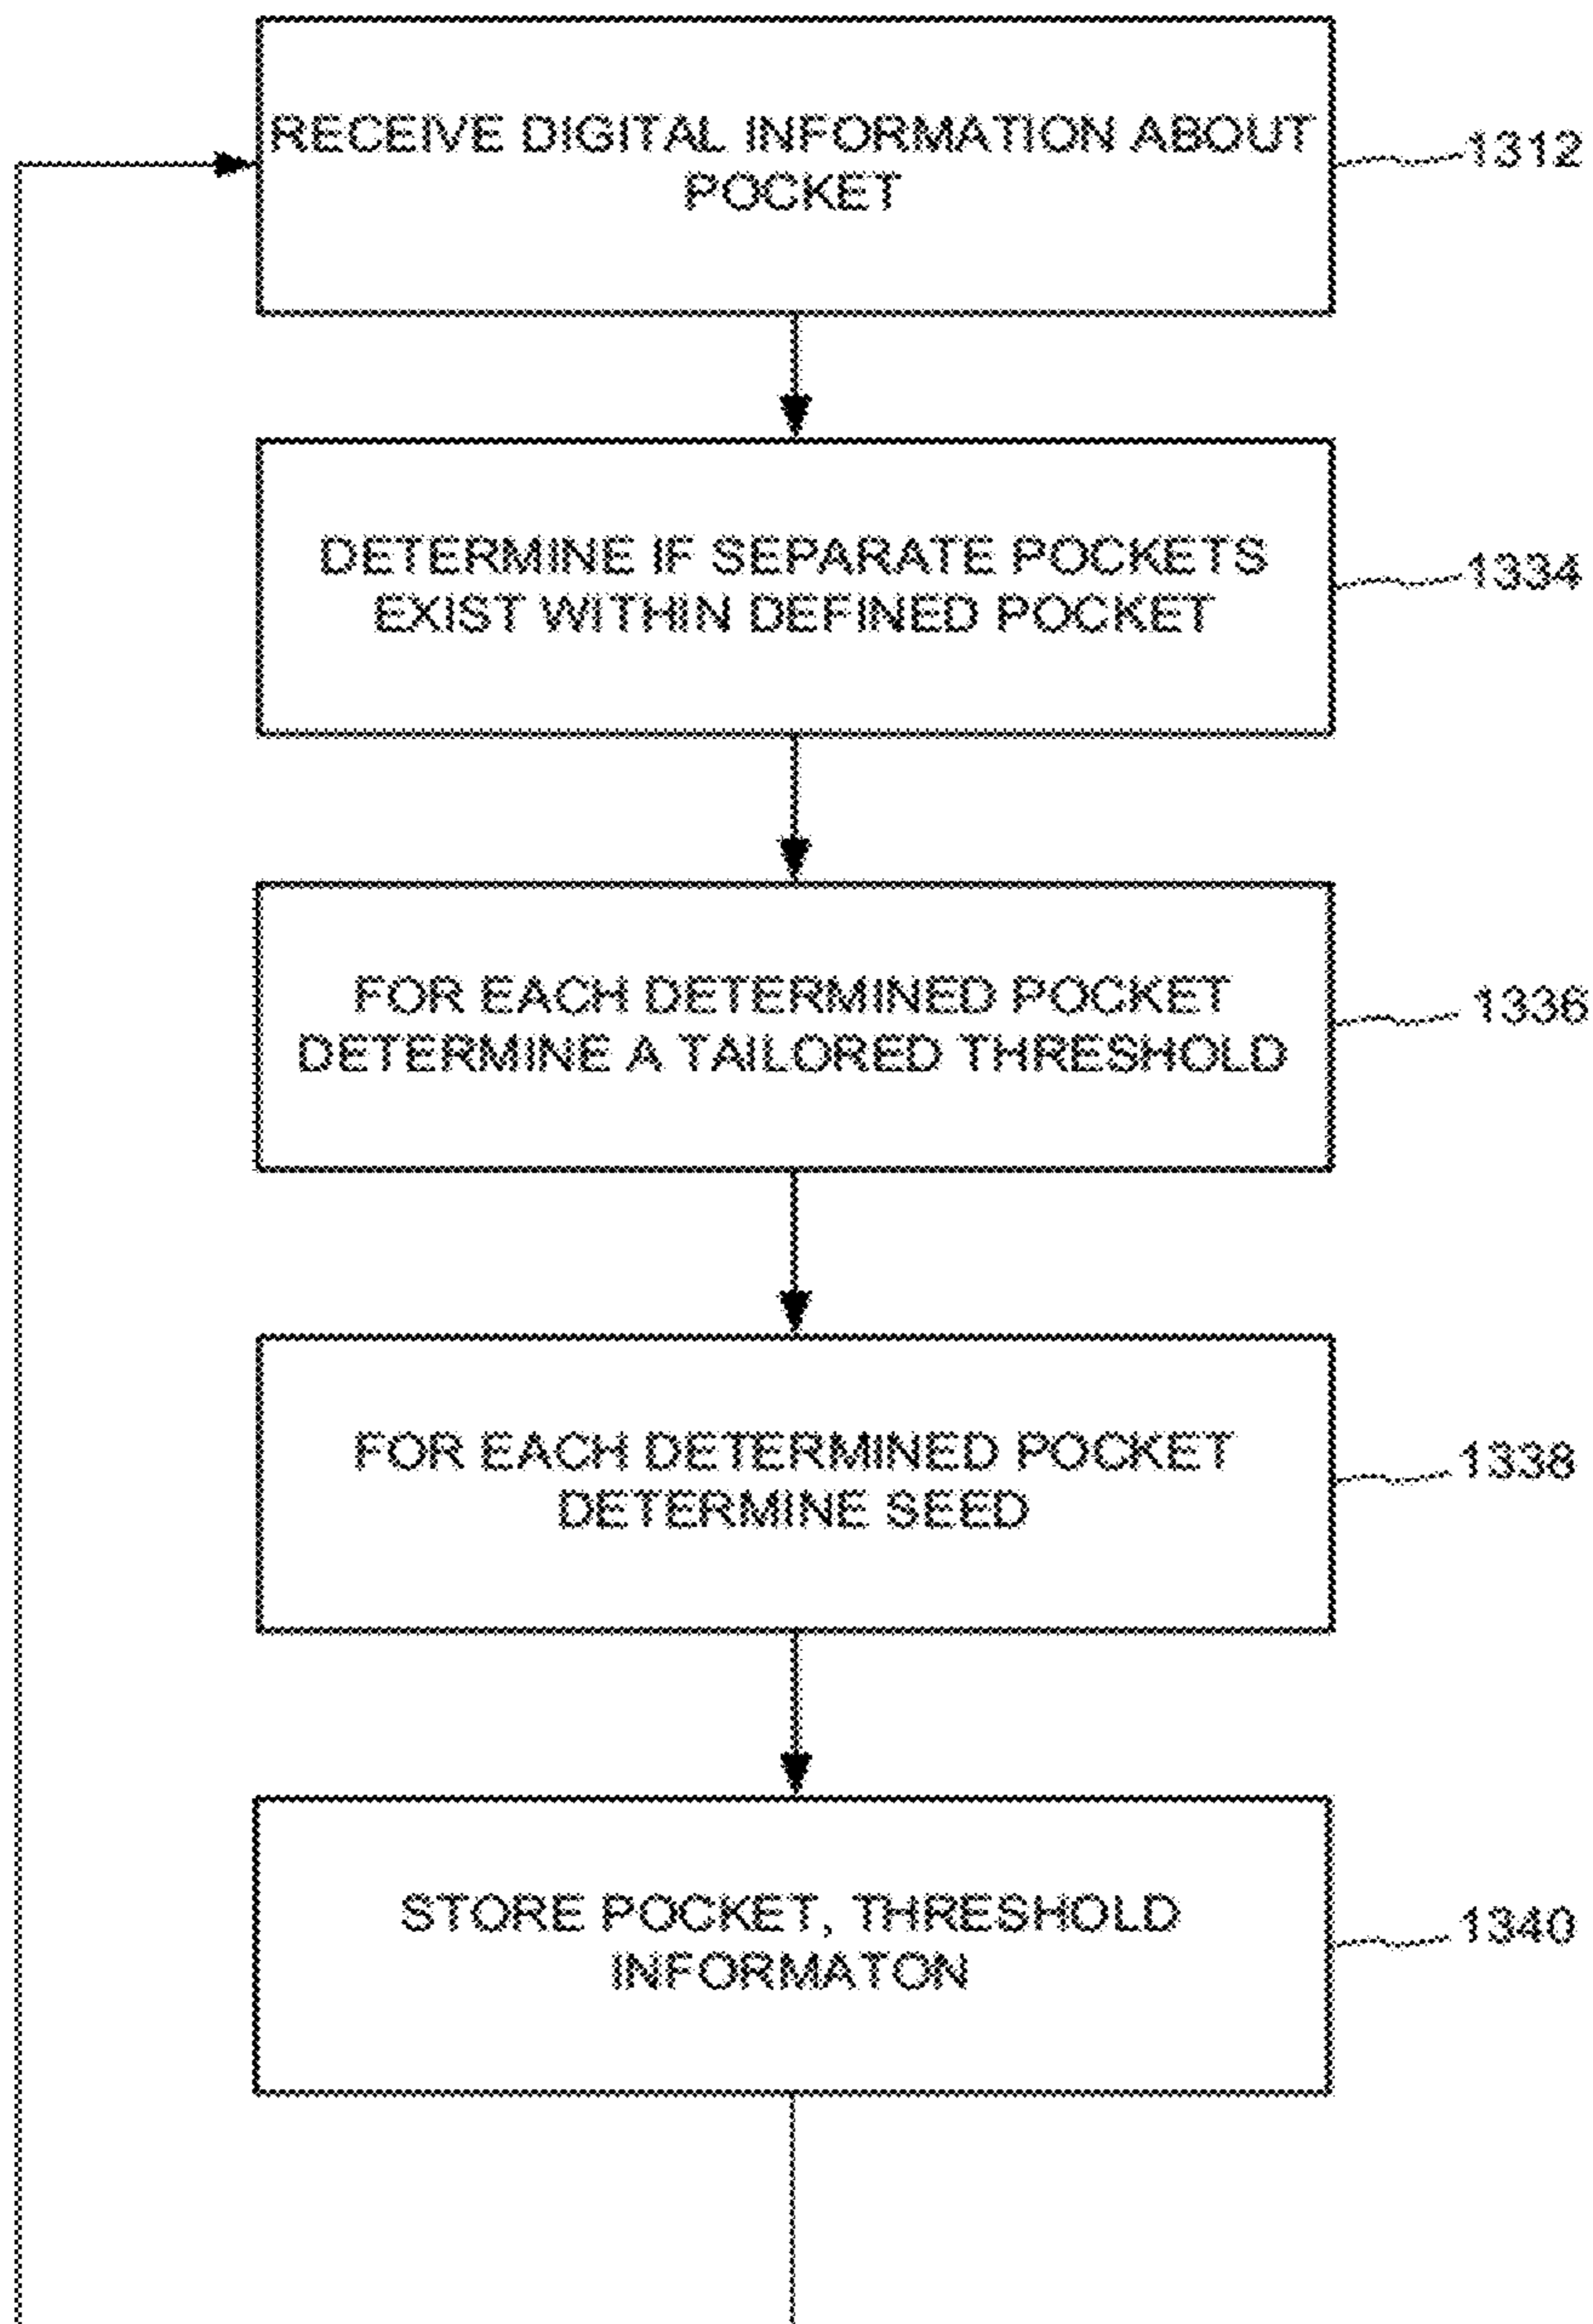 RECEIVE DIGITAL INFORMATION ABOUT
POCKET
1312
DETERMINE IF SEPARATE POCKETS
EXIST WITHIN DEFINED POCKET
1334
FOR EACH DETERMINED POCKET
DETERMINE A TAILORED THRESHOLD
1336
FOR EACH DETERMINED POCKET
DETERMINE SEED
1338
STORE POCKET, THRESHOLD
INFORMATON
1340